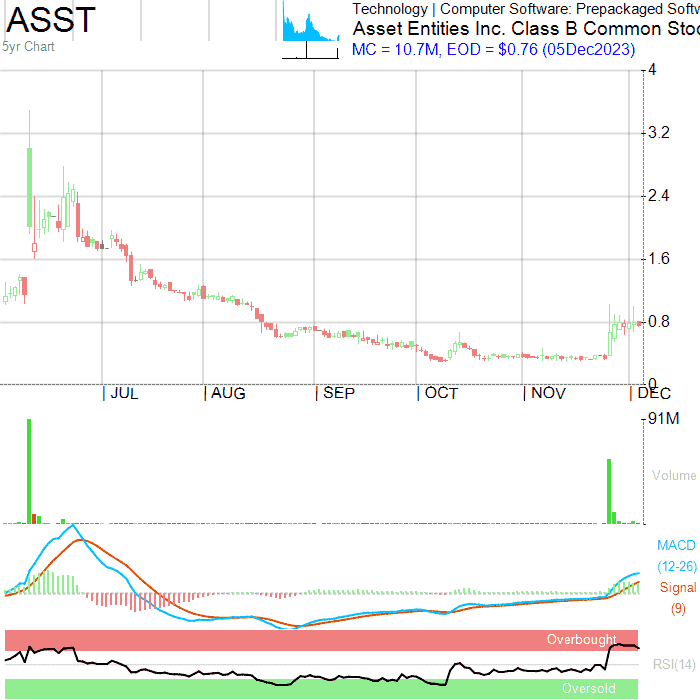 ASST
5yr Chart
Technology | Computer Software: Prepackaged Softw
Asset Entities Inc. Class B Common Stoc
MC = 10.7M, EOD = $0.76 (05Dec2023)
4
3.2
2.4
1.6
0.8
0
JUL AUG SEP OCT NOV DEC
91M
Volume
MACD
(12-26)
Signal
(9)
Overbought
RSI(14)
Oversold